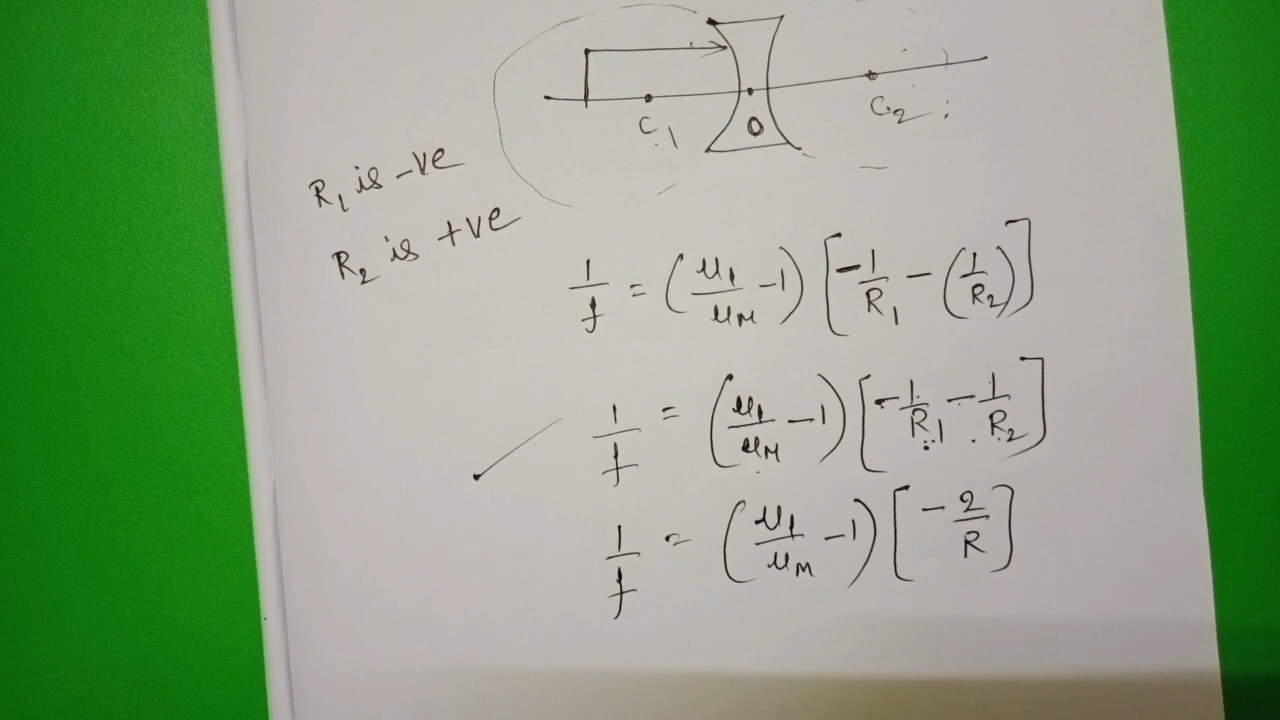 C₁
O
C₂
R₁ is -ve
R₂ is +ve
1/f = (μ₁/μM - 1) [-1/R₁ - (1/R₂)]
1/f = (μ₁/μM - 1) [-1/R₁ - 1/R₂]
1/f = (μ₁/μM - 1) [-2/R]